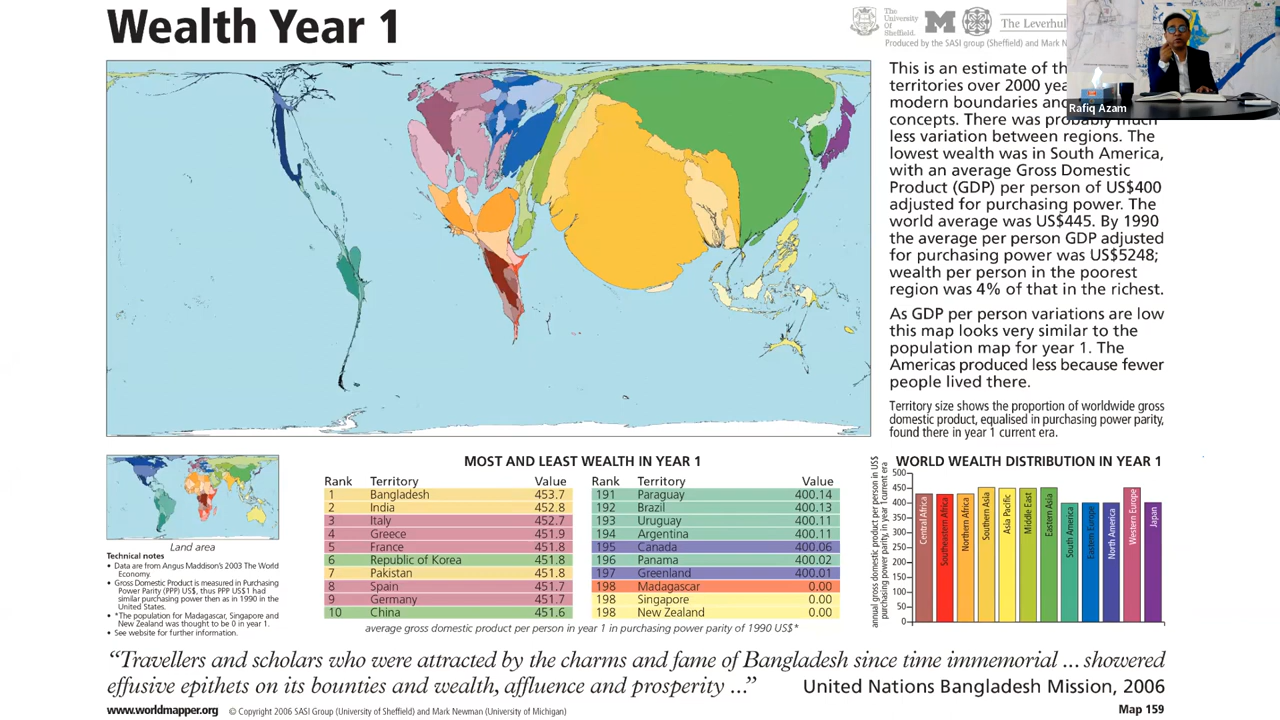 Wealth Year 1
The
University
Of
Sheffield.
M
The Leverhul
Produced by the SASI group (Sheffield) and Mark N
Rafiq Azam
This is an estimate of th
territories over 2000 yea
modern boundaries and
concepts. There was probably much
less variation between regions. The
lowest wealth was in South America,
with an average Gross Domestic
Product (GDP) per person of US$400
adjusted for purchasing power. The
world average was US$445. By 1990
the average per person GDP adjusted
for purchasing power was US$5248;
wealth per person in the poorest
region was 4% of that in the richest.
As GDP per person variations are low
this map looks very similar to the
population map for year 1. The
Americas produced less because fewer
people lived there.
Territory size shows the proportion of worldwide gross
domestic product, equalised in purchasing power parity,
found there in year 1 current era.
Land area
Technical notes
• Data are from Angus Maddison's 2003 The World
Economy.
• Gross Domestic Product is measured in Purchasing
Power Parity (PPP) US$, thus PPP US$1 had
similar purchasing power then as in 1990 in the
United States.
• *The population for Madagascar, Singapore and
New Zealand was thought to be 0 in year 1.
• See website for further information.
MOST AND LEAST WEALTH IN YEAR 1
Rank Territory Value Rank Territory Value
1 Bangladesh 453.7 191 Paraguay 400.14
2 India 452.8 192 Brazil 400.13
3 Italy 452.7 193 Uruguay 400.11
4 Greece 451.9 194 Argentina 400.11
5 France 451.8 195 Canada 400.06
6 Republic of Korea 451.8 196 Panama 400.02
7 Pakistan 451.8 197 Greenland 400.01
8 Spain 451.7 198 Madagascar 0.00
9 Germany 451.7 198 Singapore 0.00
10 China 451.6 198 New Zealand 0.00
average gross domestic product per person in year 1 in purchasing power parity of 1990 US$*
WORLD WEALTH DISTRIBUTION IN YEAR 1
annual gross domestic product per person in US$
purchasing power parity, in year 1 current era
500
450
400
350
300
250
200
150
100
50
0
Central Africa
Southeastern Africa
Northern Africa
Southern Asia
Asia Pacific
Middle East
Eastern Asia
South America
Eastern Europe
North America
Western Europe
Japan
“Travellers and scholars who were attracted by the charms and fame of Bangladesh since time immemorial ... showered
effusive epithets on its bounties and wealth, affluence and prosperity ...” United Nations Bangladesh Mission, 2006
www.worldmapper.org © Copyright 2006 SASI Group (University of Sheffield) and Mark Newman (University of Michigan)
Map 159